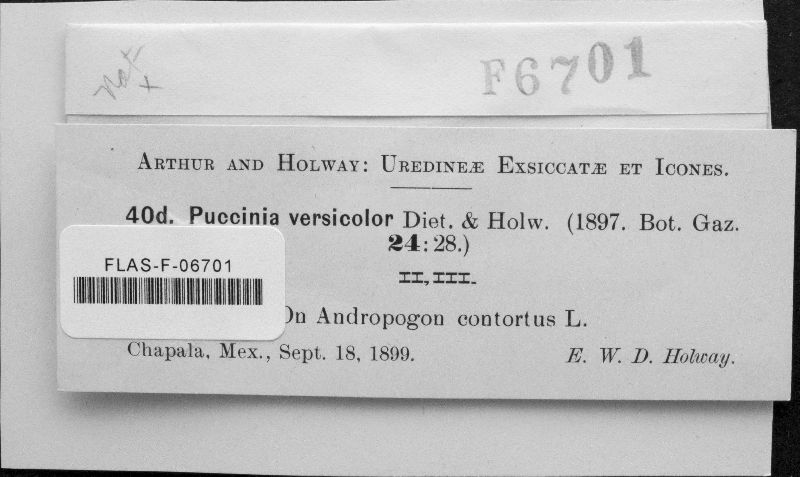 not
+
F6701
ARTHUR AND HOLWAY: UREDINEÆ EXSICCATÆ ET ICONES.
40d. Puccinia versicolor Diet. & Holw. (1897. Bot. Gaz.
24:28.)
II, III.
FLAS-F-06701
On Andropogon contortus L.
Chapala, Mex., Sept. 18, 1899.
E. W. D. Holway.